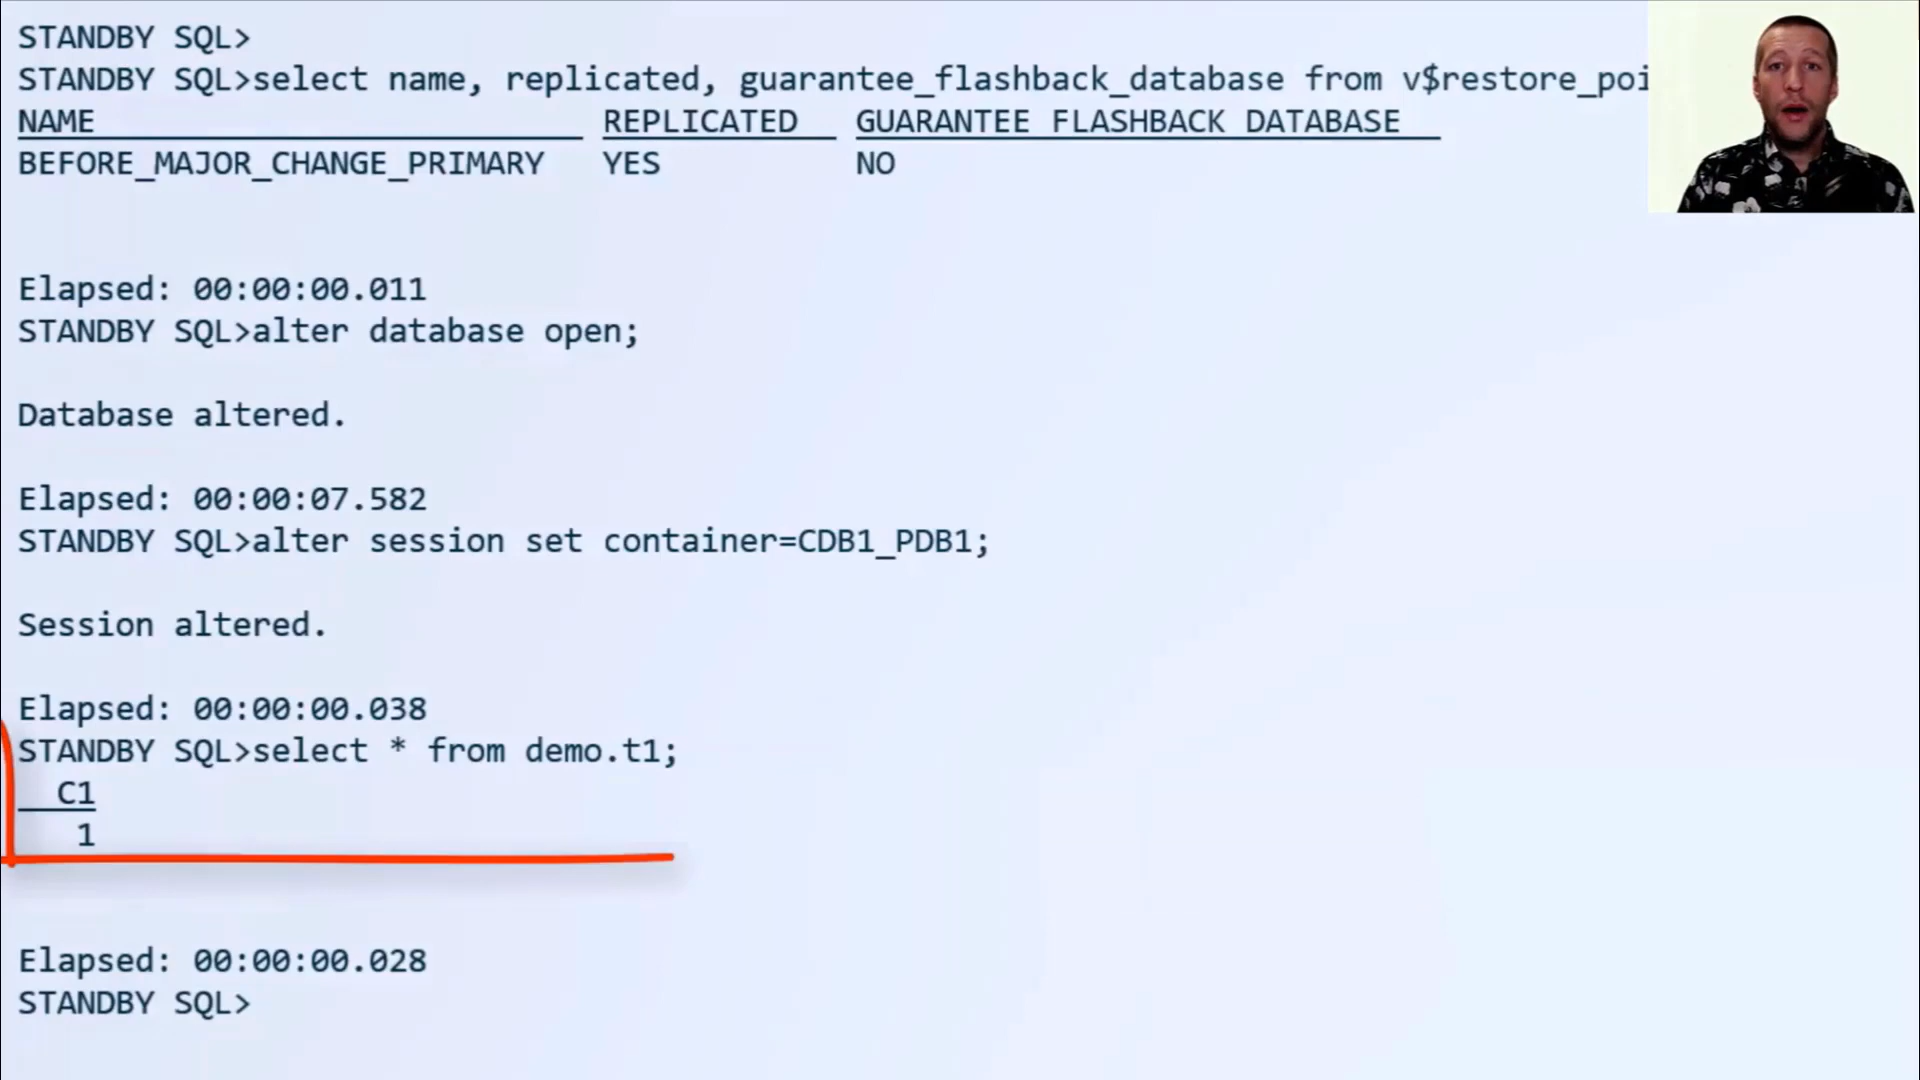 STANDBY SQL>
STANDBY SQL>select name, replicated, guarantee_flashback_database from v$restore_poi
NAME REPLICATED GUARANTEE_FLASHBACK_DATABASE
BEFORE_MAJOR_CHANGE_PRIMARY YES NO
Elapsed: 00:00:00.011
STANDBY SQL>alter database open;
Database altered.
Elapsed: 00:00:07.582
STANDBY SQL>alter session set container=CDB1_PDB1;
Session altered.
Elapsed: 00:00:00.038
STANDBY SQL>select * from demo.t1;
C1
1
Elapsed: 00:00:00.028
STANDBY SQL>